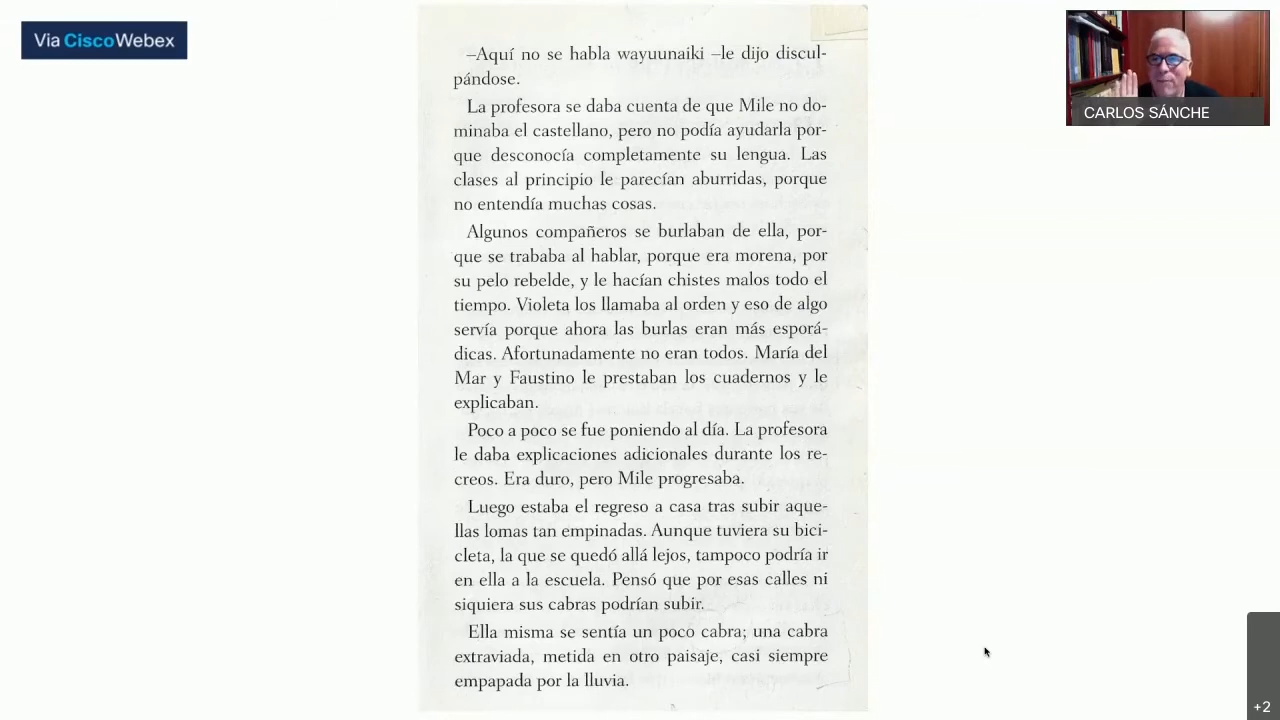 Via CiscoWebex
–Aquí no se habla wayuunaiki –le dijo discul-
pándose.
La profesora se daba cuenta de que Mile no do-
minaba el castellano, pero no podía ayudarla por-
que desconocía completamente su lengua. Las
clases al principio le parecían aburridas, porque
no entendía muchas cosas.
Algunos compañeros se burlaban de ella, por-
que se trababa al hablar, porque era morena, por
su pelo rebelde, y le hacían chistes malos todo el
tiempo. Violeta los llamaba al orden y eso de algo
servía porque ahora las burlas eran más esporá-
dicas. Afortunadamente no eran todos. María del
Mar y Faustino le prestaban los cuadernos y le
explicaban.
Poco a poco se fue poniendo al día. La profesora
le daba explicaciones adicionales durante los re-
creos. Era duro, pero Mile progresaba.
Luego estaba el regreso a casa tras subir aque-
llas lomas tan empinadas. Aunque tuviera su bici-
cleta, la que se quedó allá lejos, tampoco podría ir
en ella a la escuela. Pensó que por esas calles ni
siquiera sus cabras podrían subir.
Ella misma se sentía un poco cabra; una cabra
extraviada, metida en otro paisaje, casi siempre
empapada por la lluvia.
CARLOS SÁNCHE
+2